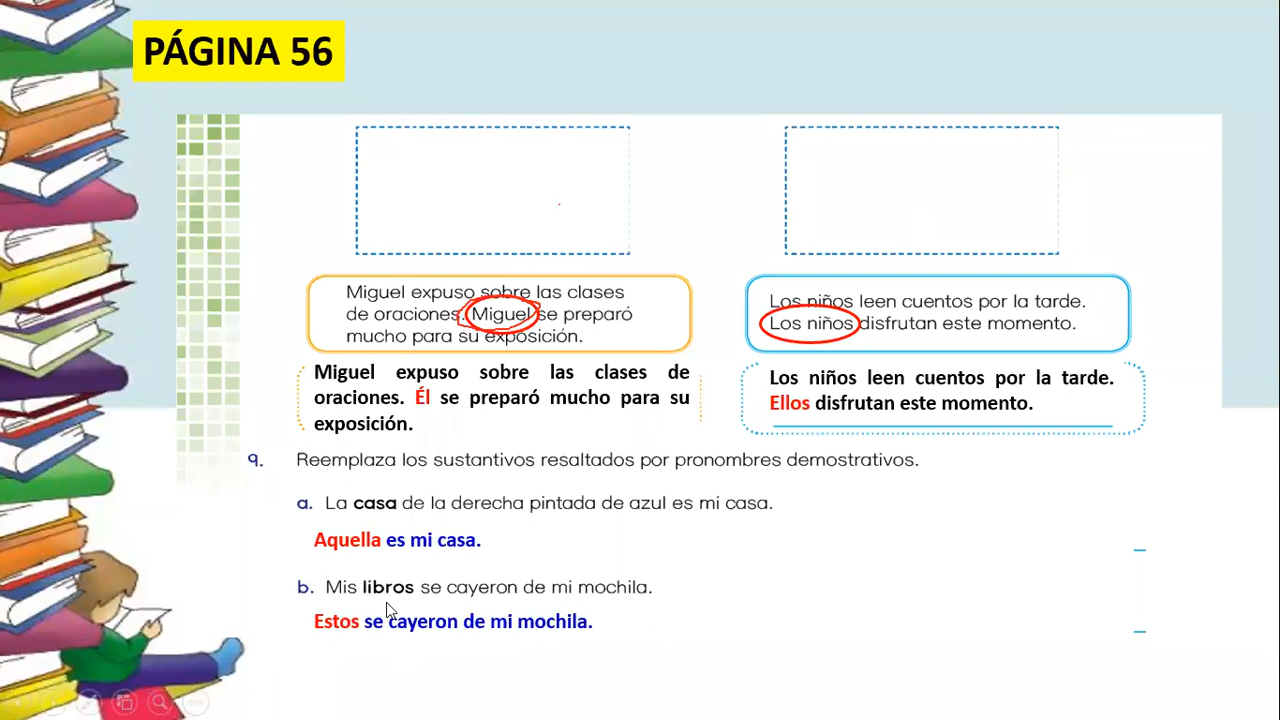 PÁGINA 56
Miguel expuso sobre las clases
de oraciones. Miguel se preparó
mucho para su exposición.
Los niños leen cuentos por la tarde.
Los niños disfrutan este momento.
Miguel expuso sobre las clases de
oraciones. Él se preparó mucho para su
exposición.
Los niños leen cuentos por la tarde.
Ellos disfrutan este momento.
9. Reemplaza los sustantivos resaltados por pronombres demostrativos.
a. La casa de la derecha pintada de azul es mi casa.
Aquella es mi casa.
b. Mis libros se cayeron de mi mochila.
Estos se cayeron de mi mochila.